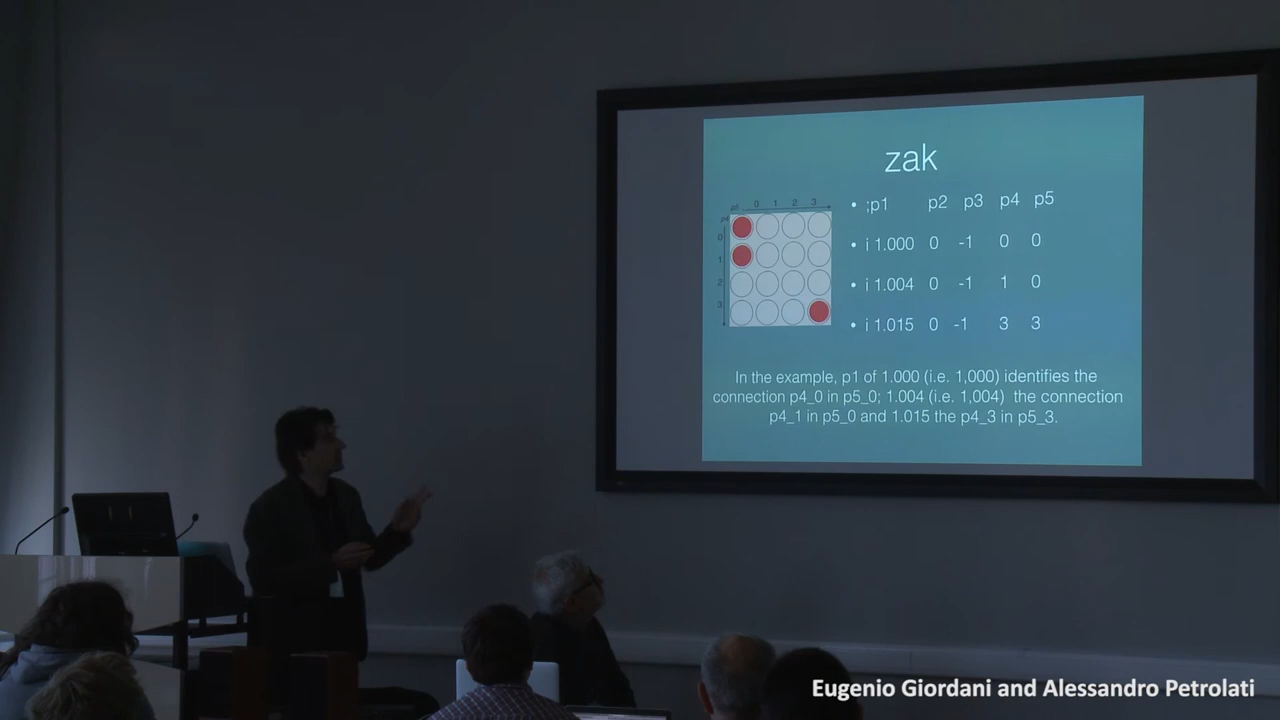 zak
p5 0 1 2 3
p4
0
1
2
3
• ;p1 p2 p3 p4 p5
• i 1.000 0 -1 0 0
• i 1.004 0 -1 1 0
• i 1.015 0 -1 3 3
In the example, p1 of 1.000 (i.e. 1,000) identifies the
connection p4_0 in p5_0; 1.004 (i.e. 1,004) the connection
p4_1 in p5_0 and 1.015 the p4_3 in p5_3.
Eugenio Giordani and Alessandro Petrolati